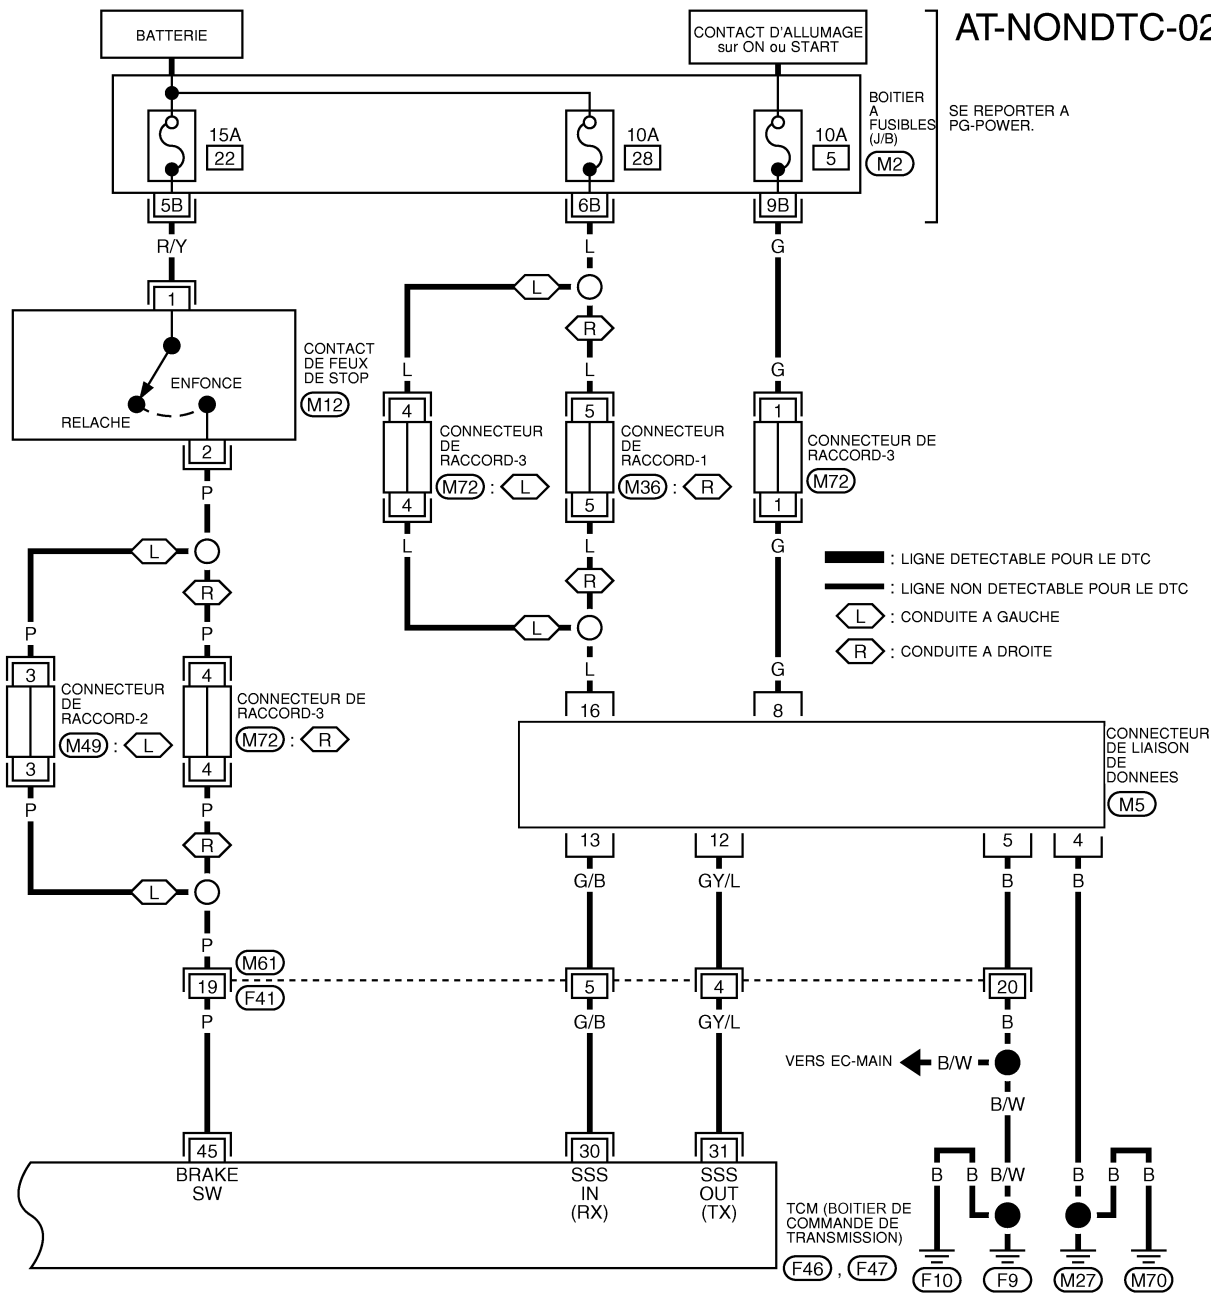 BATTERIE
CONTACT D'ALLUMAGE
sur ON ou START
AT-NONDTC-02
15A
22
10A
28
10A
5
BOITIER
A
FUSIBLES
(J/B)
M2
SE REPORTER A
PG-POWER.
5B
6B
9B
R/Y
L
G
L
R
1
CONTACT
DE FEUX
DE STOP
M12
ENFONCE
RELACHE
L
L
G
4
5
1
2
CONNECTEUR
DE
RACCORD-3
M72 : L
CONNECTEUR
DE
RACCORD-1
M36 : R
CONNECTEUR DE
RACCORD-3
M72
P
4
5
1
L
L
G
L
R
P
R
P
L
L
G
: LIGNE DETECTABLE POUR LE DTC
: LIGNE NON DETECTABLE POUR LE DTC
L : CONDUITE A GAUCHE
R : CONDUITE A DROITE
3
4
CONNECTEUR
DE
RACCORD-2
M49 : L
CONNECTEUR DE
RACCORD-3
M72 : R
3
4
16
8
CONNECTEUR
DE LIAISON
DE
DONNEES
M5
P
P
R
L
13
12
5
4
G/B
GY/L
B
B
P
M61
19
5
4
20
F41
P
G/B
GY/L
B
VERS EC-MAIN
B/W
B/W
45
30
31
BRAKE
SW
SSS
IN
(RX)
SSS
OUT
(TX)
B
B
B/W
B
B
TCM (BOITIER DE
COMMANDE DE
TRANSMISSION)
F46 , F47
F10
F9
M27
M70